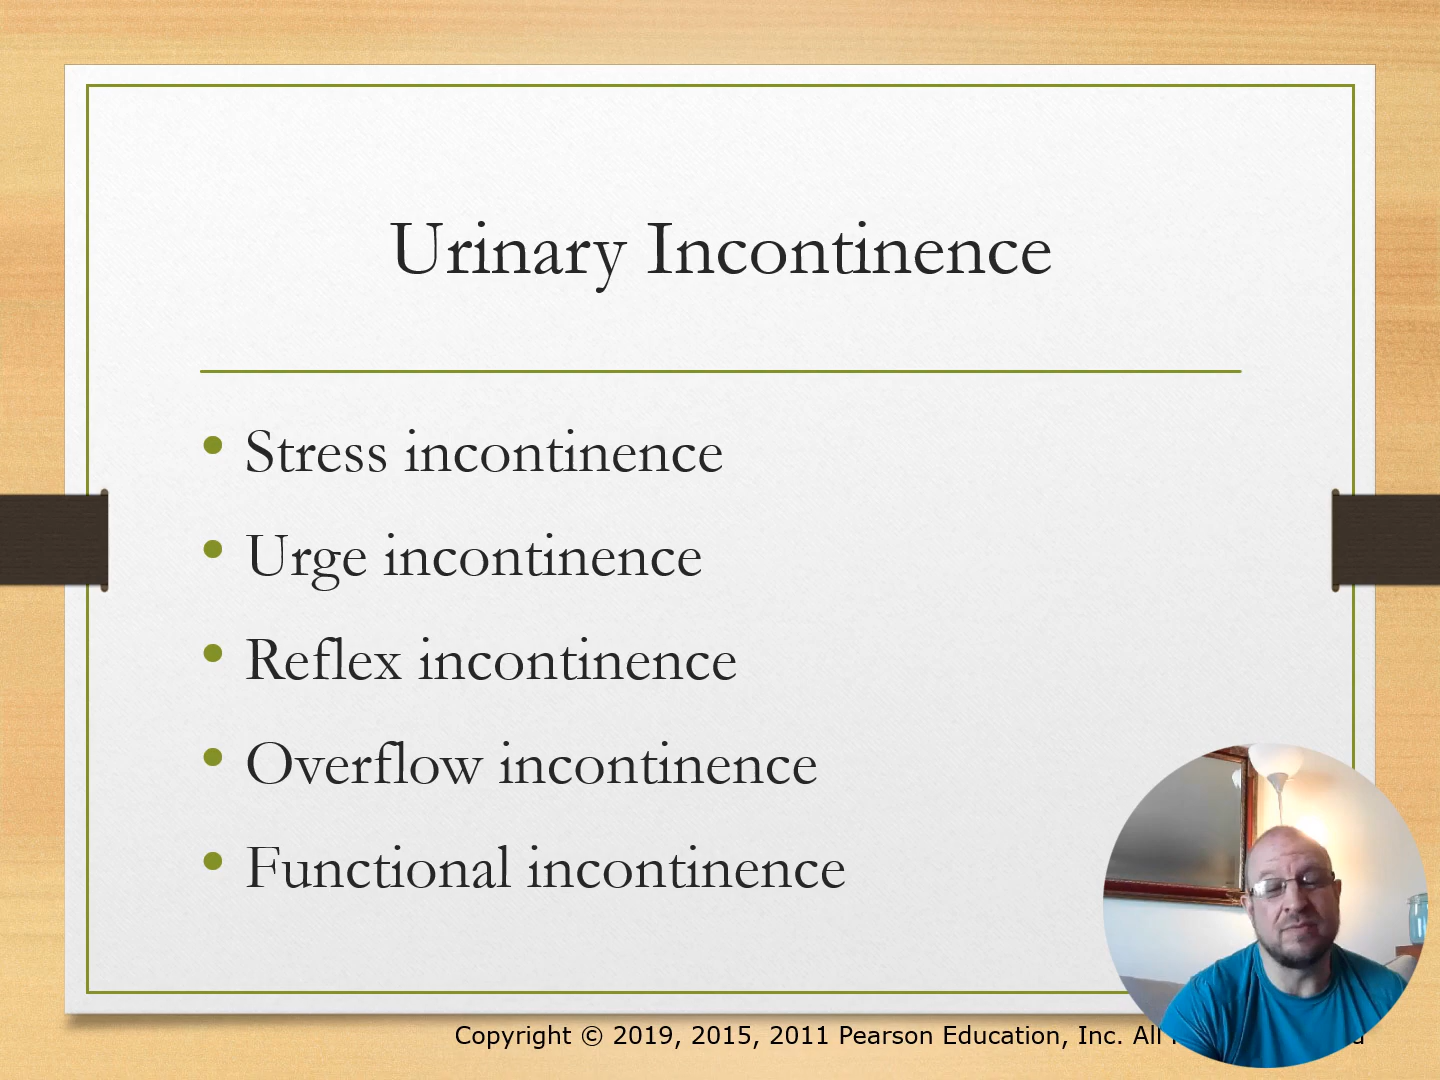 Urinary Incontinence
• Stress incontinence
• Urge incontinence
• Reflex incontinence
• Overflow incontinence
• Functional incontinence
Copyright © 2019, 2015, 2011 Pearson Education, Inc. All